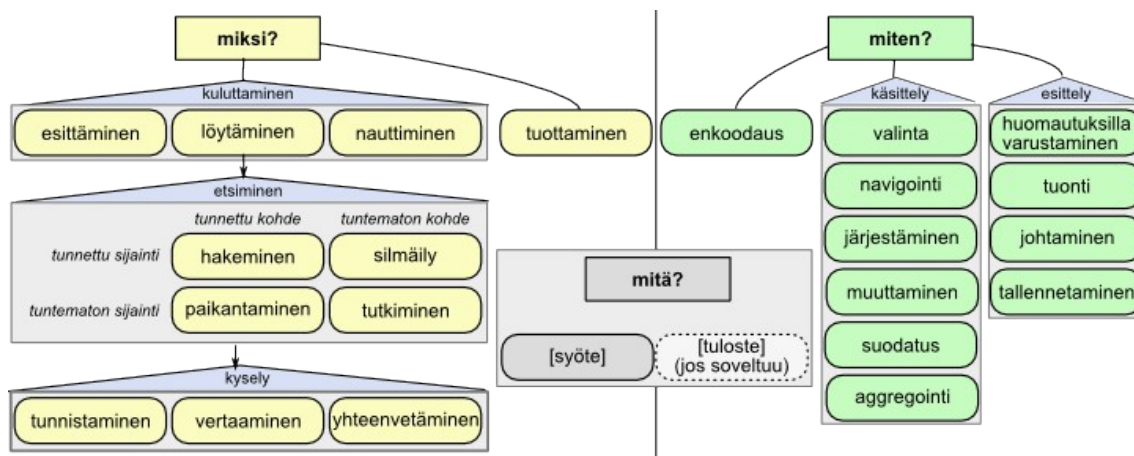 miksi?
kuluttaminen
esittäminen
löytäminen
nauttiminen
tuottaminen
etsiminen
tunnettu kohde
tuntematon kohde
tunnettu sijainti
hakeminen
silmäily
tuntematon sijainti
paikantaminen
tutkiminen
kysely
tunnistaminen
vertaaminen
yhteenvetäminen
mitä?
[syöte]
[tuloste]
(jos soveltuu)
miten?
enkoodaus
käsittely
valinta
navigointi
järjestäminen
muuttaminen
suodatus
aggregointi
esittely
huomautuksilla
varustaminen
tuonti
johtaminen
tallennetaminen